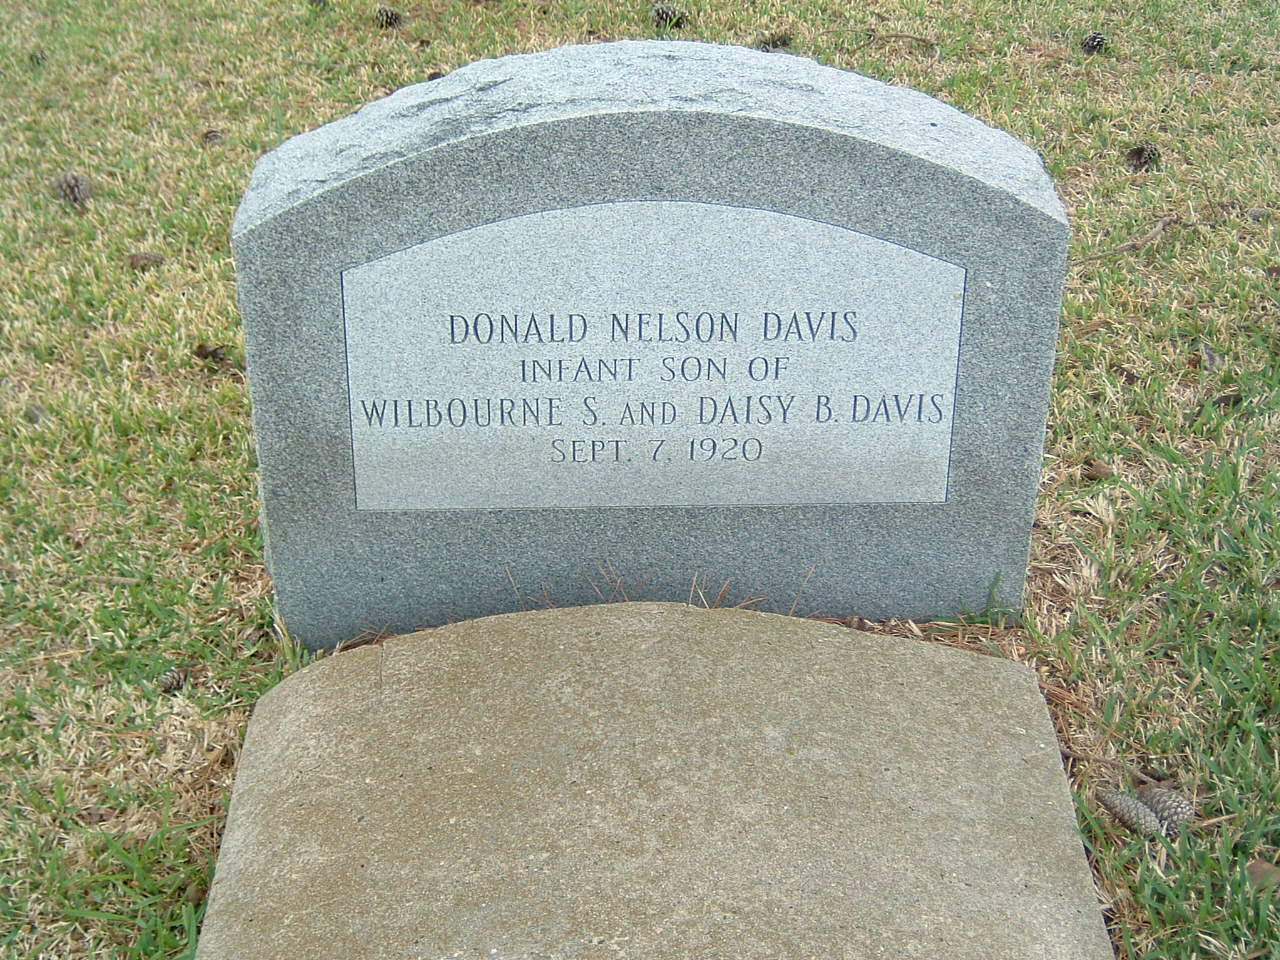 DONALD NELSON DAVIS
INFANT SON OF
WILBOURNE S. AND DAISY B. DAVIS
SEPT. 7. 1920